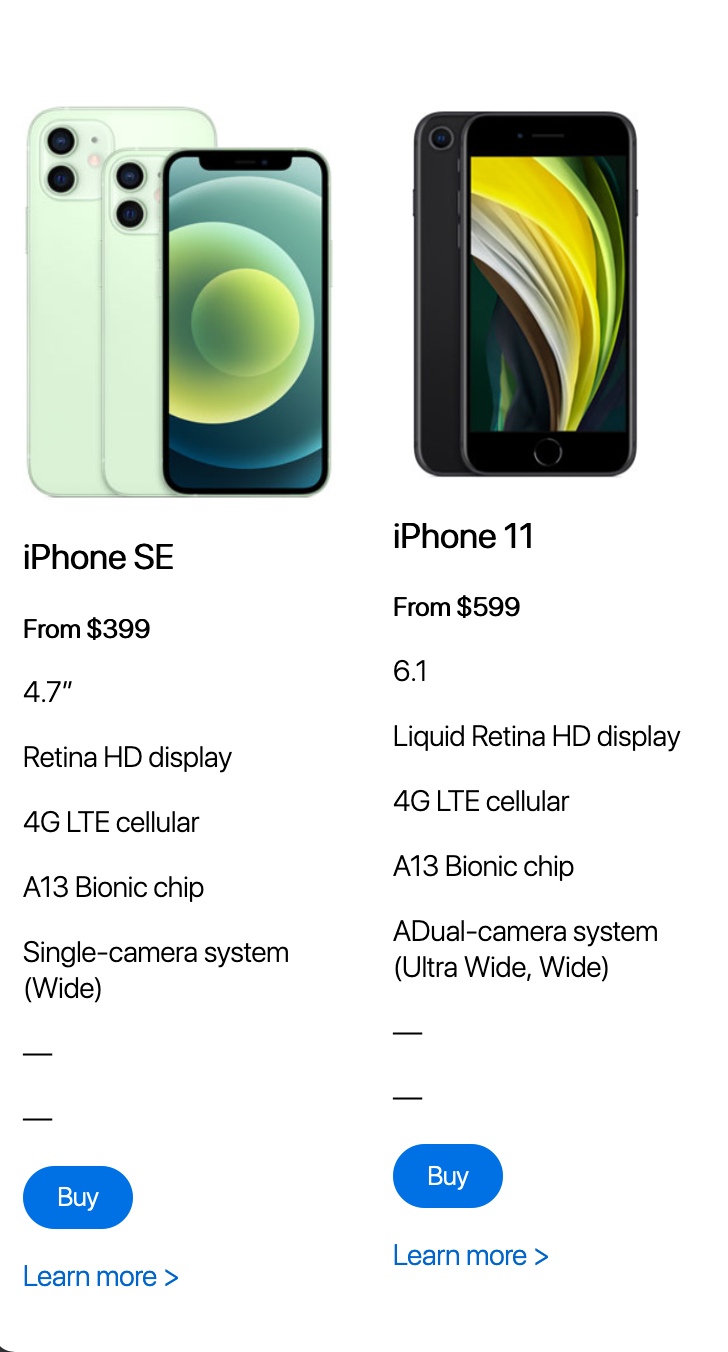 iPhone SE
From $399
4.7”
Retina HD display
4G LTE cellular
A13 Bionic chip
Single-camera system
(Wide)
—
—
Buy
Learn more >
iPhone 11
From $599
6.1
Liquid Retina HD display
4G LTE cellular
A13 Bionic chip
ADual-camera system
(Ultra Wide, Wide)
—
—
Buy
Learn more >